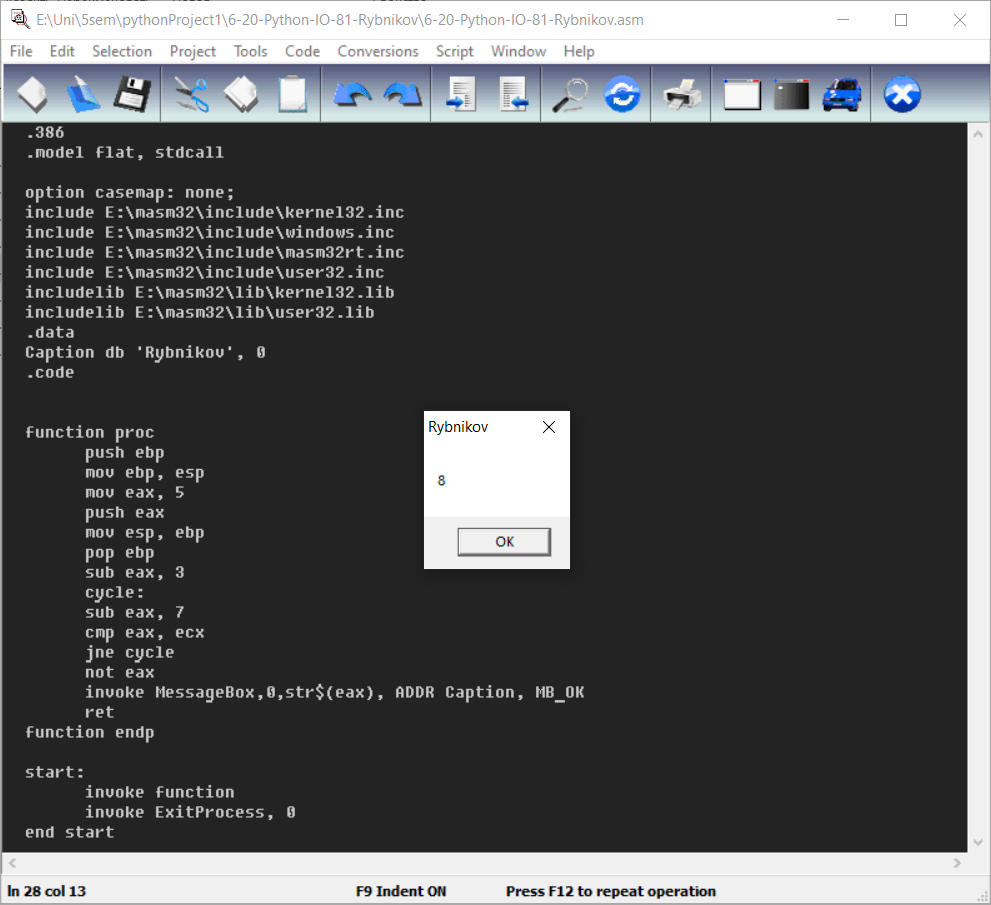 E:\Uni\5sem\pythonProject1\6-20-Python-IO-81-Rybnikov\6-20-Python-IO-81-Rybnikov.asm
File Edit Selection Project Tools Code Conversions Script Window Help
.386
.model flat, stdcall
option casemap: none;
include E:\masm32\include\kernel32.inc
include E:\masm32\include\windows.inc
include E:\masm32\include\masm32rt.inc
include E:\masm32\include\user32.inc
includelib E:\masm32\lib\kernel32.lib
includelib E:\masm32\lib\user32.lib
.data
Caption db 'Rybnikov', 0
.code
function proc
push ebp
mov ebp, esp
mov eax, 5
push eax
mov esp, ebp
pop ebp
sub eax, 3
cycle:
sub eax, 7
cmp eax, ecx
jne cycle
not eax
invoke MessageBox,0,str$(eax), ADDR Caption, MB_OK
ret
function endp
start:
invoke function
invoke ExitProcess, 0
end start
Rybnikov
8
OK
ln 28 col 13 F9 Indent ON Press F12 to repeat operation